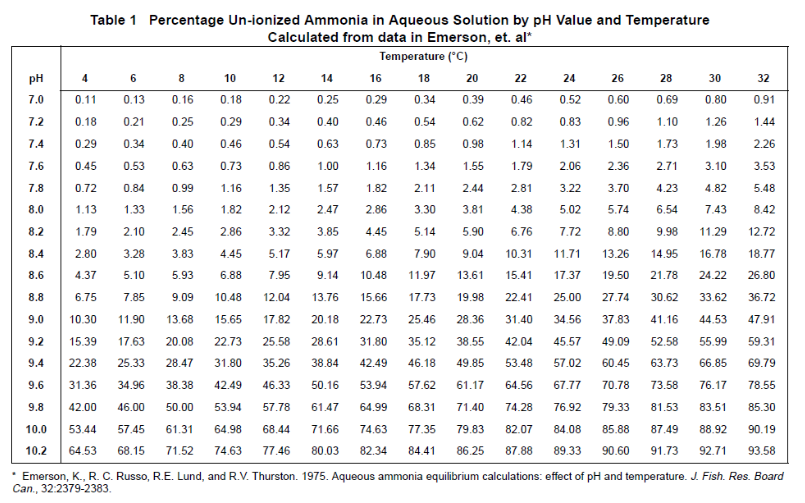 Table 1 Percentage Un-ionized Ammonia in Aqueous Solution by pH Value and Temperature
Calculated from data in Emerson, et. al*
Temperature (°C)
pH 4 6 8 10 12 14 16 18 20 22 24 26 28 30 32
7.0 0.11 0.13 0.16 0.18 0.22 0.25 0.29 0.34 0.39 0.46 0.52 0.60 0.69 0.80 0.91
7.2 0.18 0.21 0.25 0.29 0.34 0.40 0.46 0.54 0.62 0.82 0.83 0.96 1.10 1.26 1.44
7.4 0.29 0.34 0.40 0.46 0.54 0.63 0.73 0.85 0.98 1.14 1.31 1.50 1.73 1.98 2.26
7.6 0.45 0.53 0.63 0.73 0.86 1.00 1.16 1.34 1.55 1.79 2.06 2.36 2.71 3.10 3.53
7.8 0.72 0.84 0.99 1.16 1.35 1.57 1.82 2.11 2.44 2.81 3.22 3.70 4.23 4.82 5.48
8.0 1.13 1.33 1.56 1.82 2.12 2.47 2.86 3.30 3.81 4.38 5.02 5.74 6.54 7.43 8.42
8.2 1.79 2.10 2.45 2.86 3.32 3.85 4.45 5.14 5.90 6.76 7.72 8.80 9.98 11.29 12.72
8.4 2.80 3.28 3.83 4.45 5.17 5.97 6.88 7.90 9.04 10.31 11.71 13.26 14.95 16.78 18.77
8.6 4.37 5.10 5.93 6.88 7.95 9.14 10.48 11.97 13.61 15.41 17.37 19.50 21.78 24.22 26.80
8.8 6.75 7.85 9.09 10.48 12.04 13.76 15.66 17.73 19.98 22.41 25.00 27.74 30.62 33.62 36.72
9.0 10.30 11.90 13.68 15.65 17.82 20.18 22.73 25.46 28.36 31.40 34.56 37.83 41.16 44.53 47.91
9.2 15.39 17.63 20.08 22.73 25.58 28.61 31.80 35.12 38.55 42.04 45.57 49.09 52.58 55.99 59.31
9.4 22.38 25.33 28.47 31.80 35.26 38.84 42.49 46.18 49.85 53.48 57.02 60.45 63.73 66.85 69.79
9.6 31.36 34.96 38.38 42.49 46.33 50.16 53.94 57.62 61.17 64.56 67.77 70.78 73.58 76.17 78.55
9.8 42.00 46.00 50.00 53.94 57.78 61.47 64.99 68.31 71.40 74.28 76.92 79.33 81.53 83.51 85.30
10.0 53.44 57.45 61.31 64.98 68.44 71.66 74.63 77.35 79.83 82.07 84.08 85.88 87.49 88.92 90.19
10.2 64.53 68.15 71.52 74.63 77.46 80.03 82.34 84.41 86.25 87.88 89.33 90.60 91.73 92.71 93.58
* Emerson, K., R. C. Russo, R.E. Lund, and R.V. Thurston. 1975. Aqueous ammonia equilibrium calculations: effect of pH and temperature. J. Fish. Res. Board
Can., 32:2379-2383.